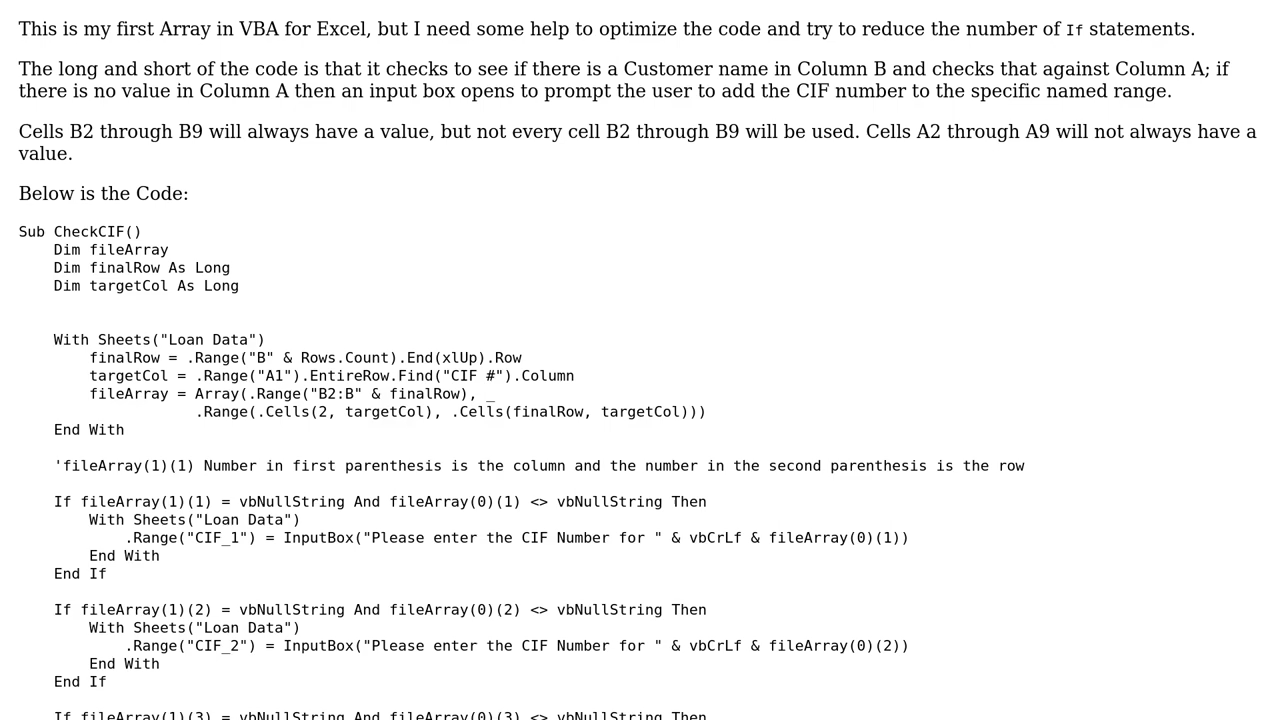 This is my first Array in VBA for Excel, but I need some help to optimize the code and try to reduce the number of If statements.
The long and short of the code is that it checks to see if there is a Customer name in Column B and checks that against Column A; if
there is no value in Column A then an input box opens to prompt the user to add the CIF number to the specific named range.
Cells B2 through B9 will always have a value, but not every cell B2 through B9 will be used. Cells A2 through A9 will not always have a
value.
Below is the Code:
Sub CheckCIF()
    Dim fileArray
    Dim finalRow As Long
    Dim targetCol As Long
    With Sheets("Loan Data")
        finalRow = .Range("B" & Rows.Count).End(xlUp).Row
        targetCol = .Range("A1").EntireRow.Find("CIF #").Column
        fileArray = Array(.Range("B2:B" & finalRow), _
                    .Range(.Cells(2, targetCol), .Cells(finalRow, targetCol)))
    End With
    'fileArray(1)(1) Number in first parenthesis is the column and the number in the second parenthesis is the row
    If fileArray(1)(1) = vbNullString And fileArray(0)(1) <> vbNullString Then
        With Sheets("Loan Data")
            .Range("CIF_1") = InputBox("Please enter the CIF Number for " & vbCrLf & fileArray(0)(1))
        End With
    End If
    If fileArray(1)(2) = vbNullString And fileArray(0)(2) <> vbNullString Then
        With Sheets("Loan Data")
            .Range("CIF_2") = InputBox("Please enter the CIF Number for " & vbCrLf & fileArray(0)(2))
        End With
    End If
    If fileArray(1)(3) = vbNullString And fileArray(0)(3) <> vbNullString Then